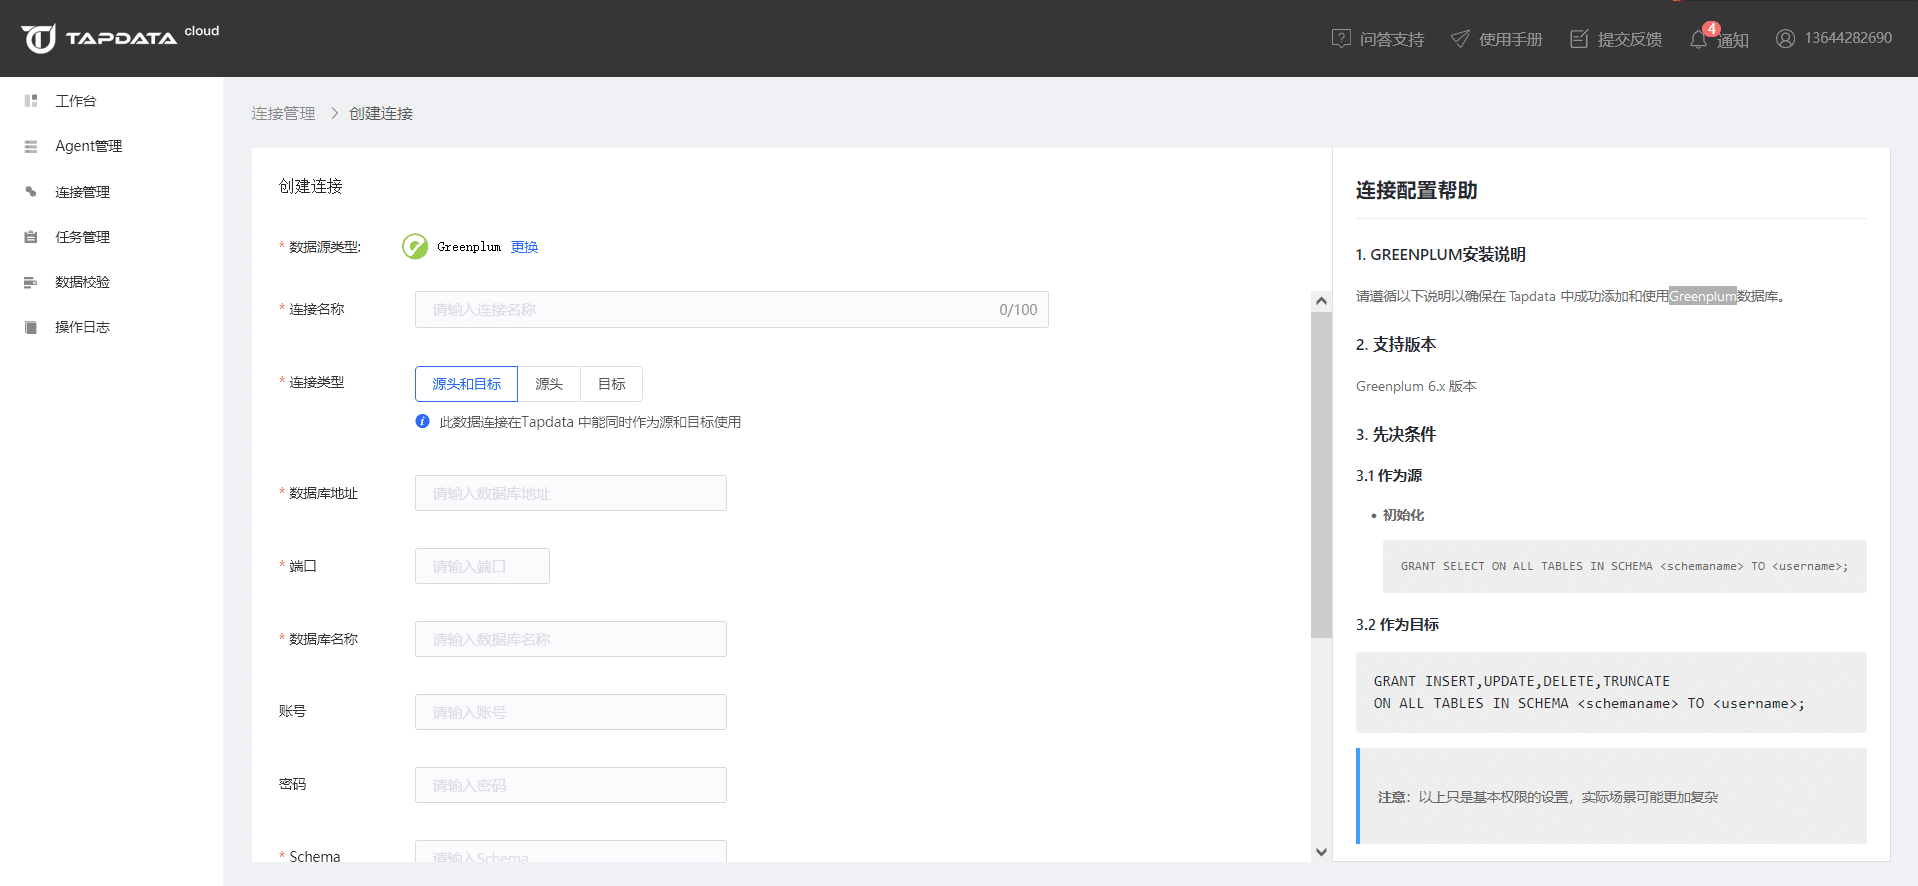 TAPDATA cloud
问答支持
使用手册
提交反馈
4
通知
13644282690
工作台
Agent管理
连接管理
任务管理
数据校验
操作日志
连接管理 > 创建连接
创建连接
* 数据源类型: Greenplum 更换
* 连接名称 请输入连接名称 0/100
* 连接类型 源头和目标 源头 目标
此数据连接在Tapdata 中能同时作为源和目标使用
* 数据库地址 请输入数据库地址
* 端口 请输入端口
* 数据库名称 请输入数据库名称
账号 请输入账号
密码 请输入密码
* Schema 请输入Schema
连接配置帮助
1. GREENPLUM安装说明
请遵循以下说明以确保在 Tapdata 中成功添加和使用Greenplum数据库。
2. 支持版本
Greenplum 6.x 版本
3. 先决条件
3.1 作为源
• 初始化
GRANT SELECT ON ALL TABLES IN SCHEMA <schemaname> TO <username>;
3.2 作为目标
GRANT INSERT,UPDATE,DELETE,TRUNCATE
ON ALL TABLES IN SCHEMA <schemaname> TO <username>;
注意：以上只是基本权限的设置，实际场景可能更加复杂